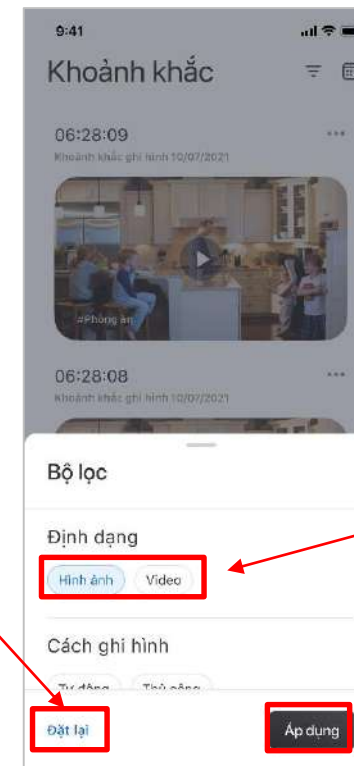 9:41
Khoảnh khắc
06:28:09
Khoảnh khắc ghi hình 10/07/2021
#Phòng ăn
06:28:08
Khoảnh khắc ghi hình 10/07/2021
Bộ lọc
Định dạng
Hình ảnh Video
Cách ghi hình
Tự động Thủ công
Đặt lại Áp dụng